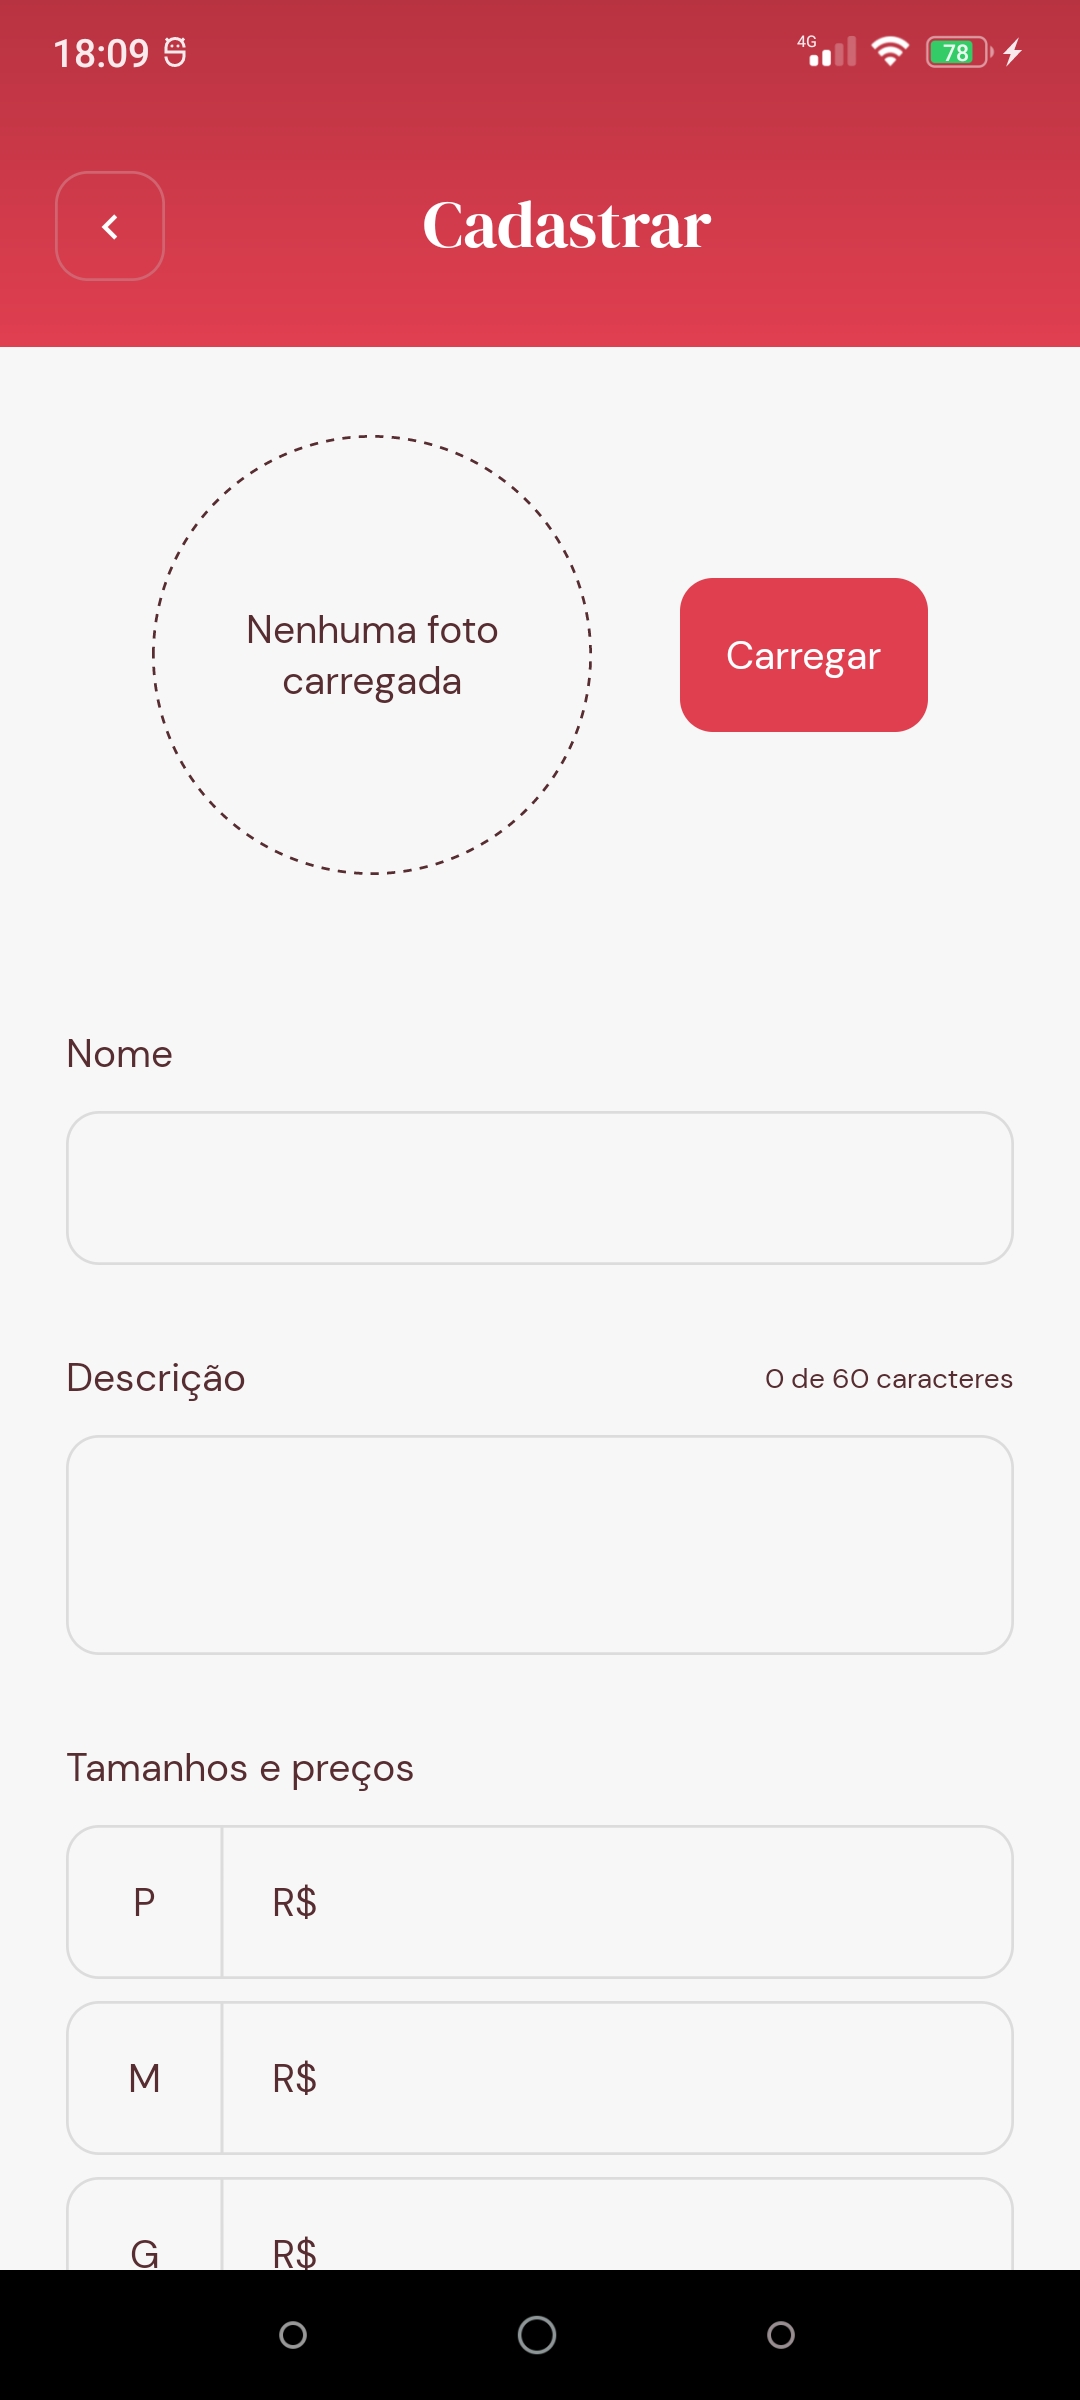 18:09
4G
78
Cadastrar
Nenhuma foto
carregada
Carregar
Nome
Descrição
0 de 60 caracteres
Tamanhos e preços
P
R$
M
R$
G
R$